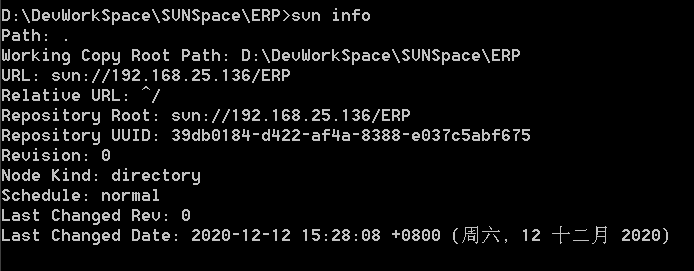 D:\DevWorkSpace\SVNSpace\ERP>svn info
Path: .
Working Copy Root Path: D:\DevWorkSpace\SVNSpace\ERP
URL: svn://192.168.25.136/ERP
Relative URL: ^/
Repository Root: svn://192.168.25.136/ERP
Repository UUID: 39db0184-d422-af4a-8388-e037c5abf675
Revision: 0
Node Kind: directory
Schedule: normal
Last Changed Rev: 0
Last Changed Date: 2020-12-12 15:28:08 +0800 (周六, 12 十二月 2020)